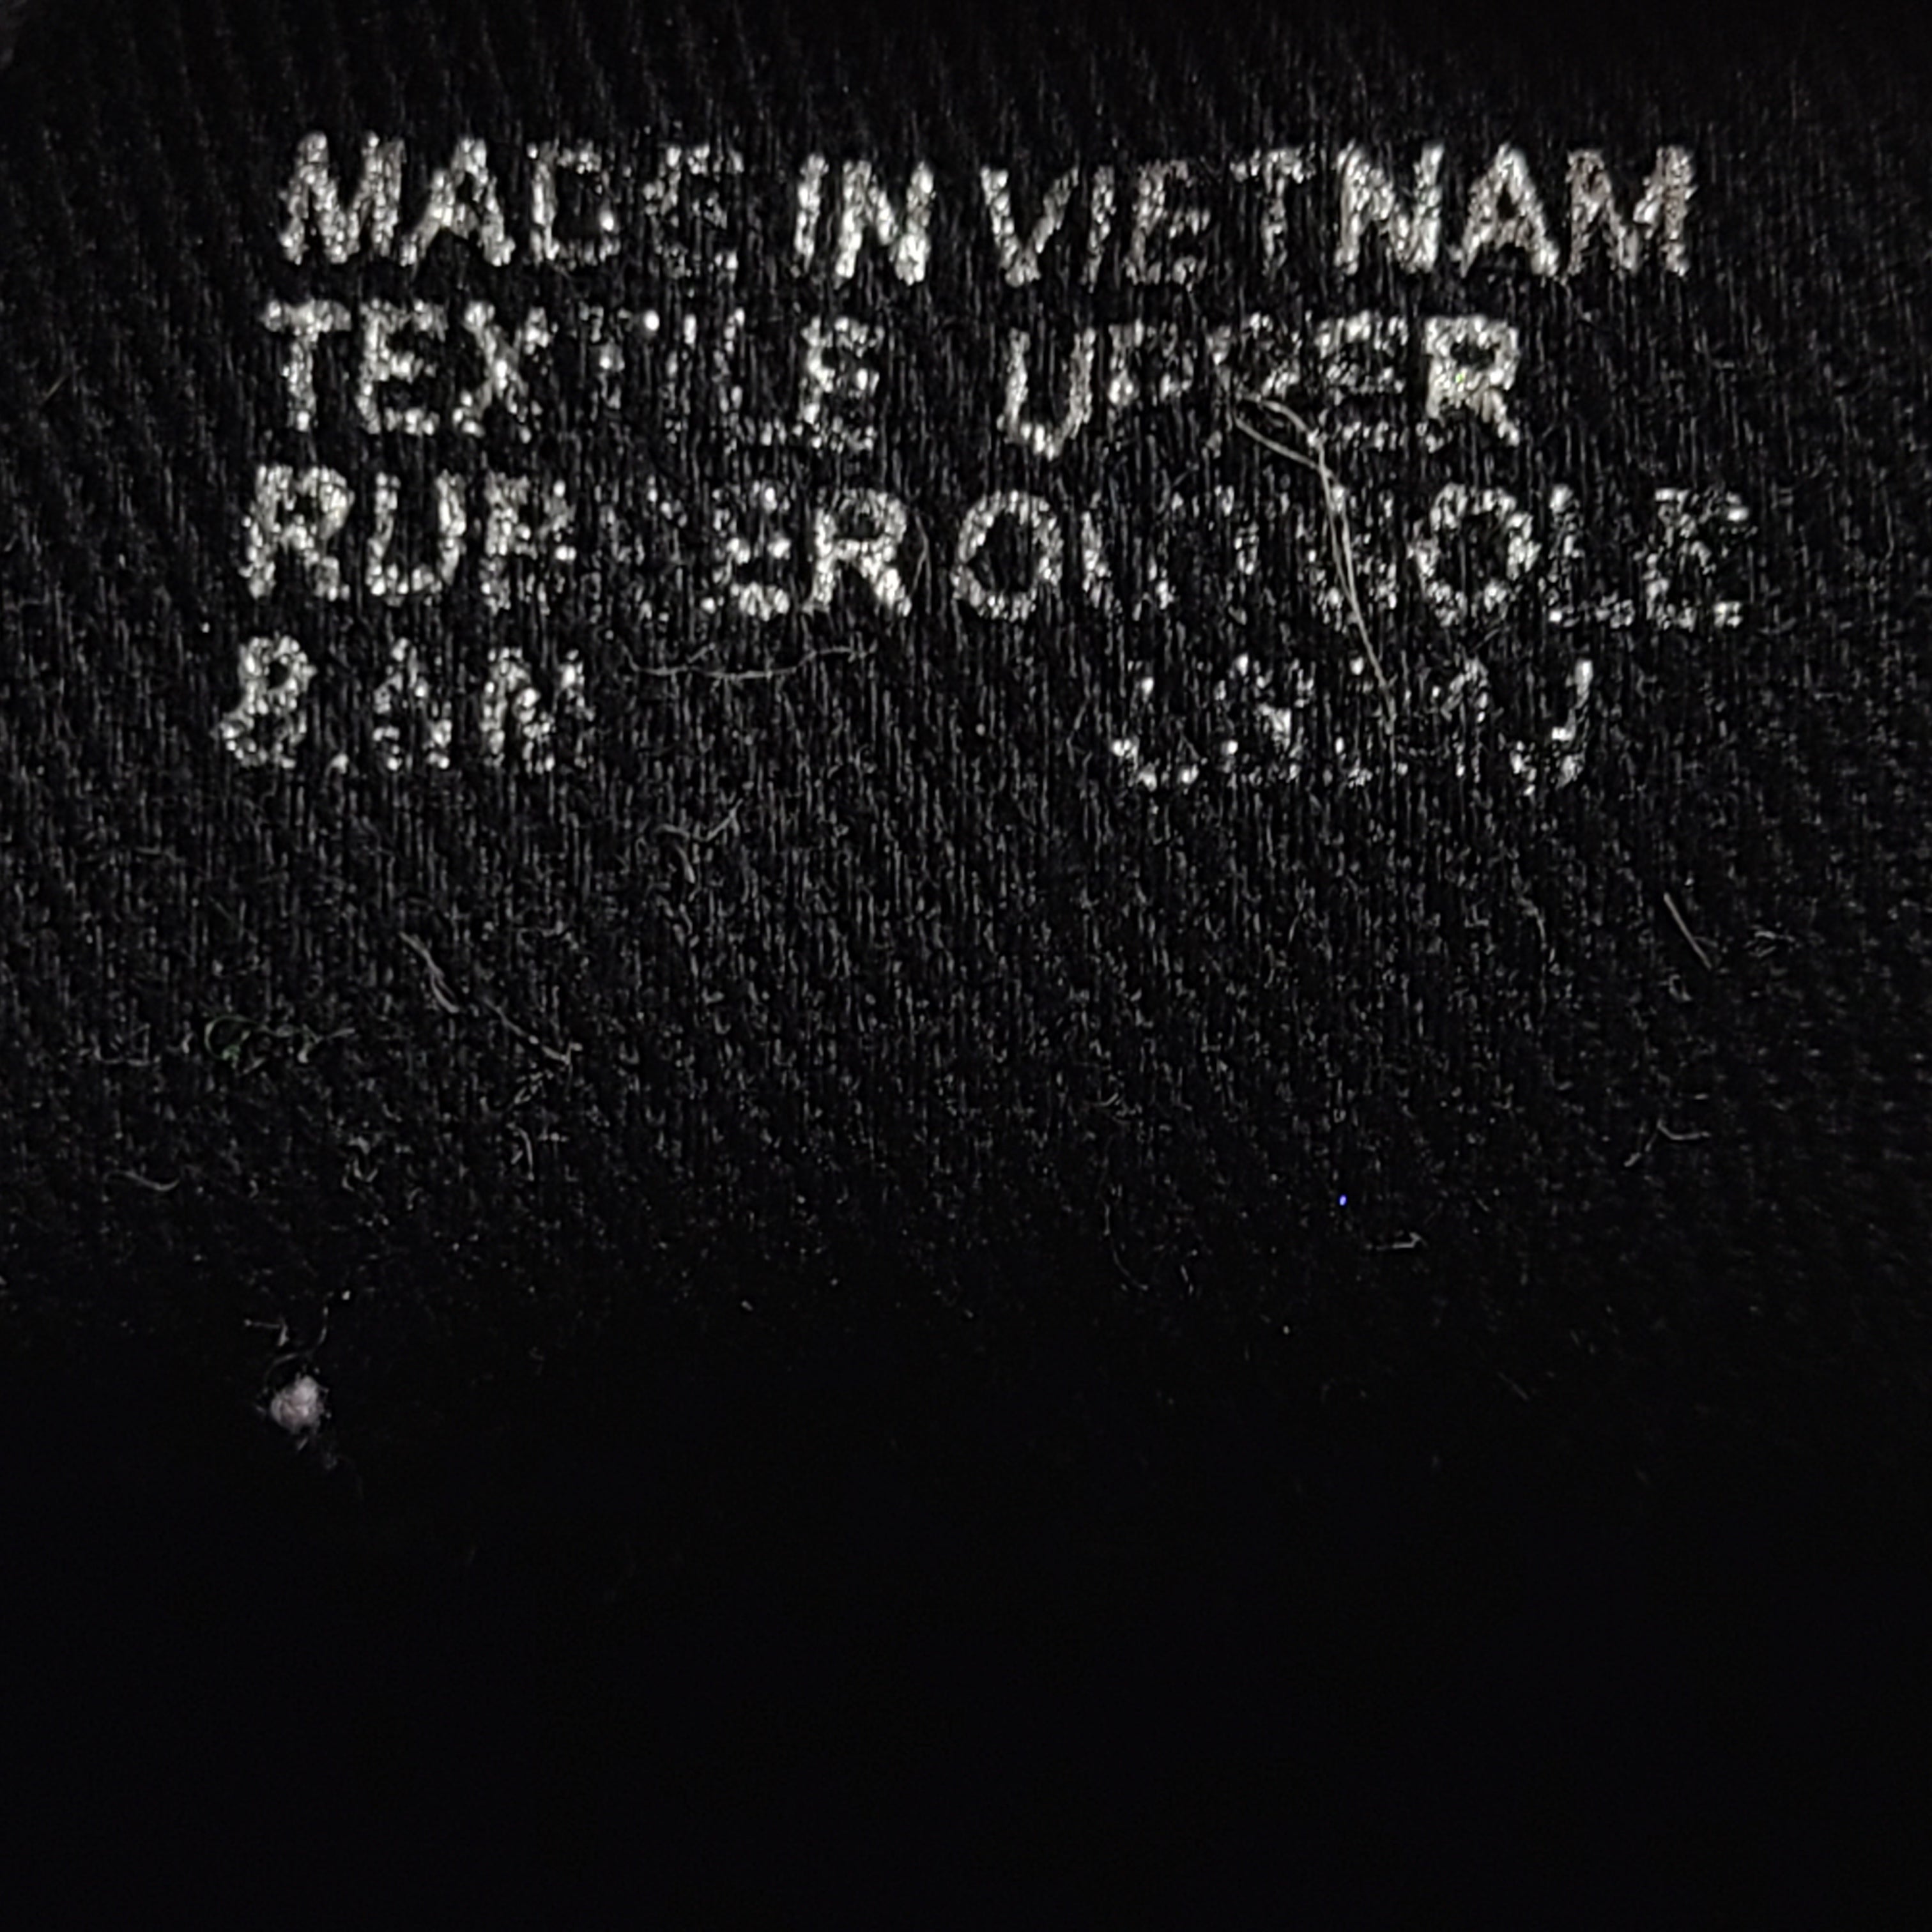 MADE IN VIETNAM
TEXTILE UPPER
RUBBER OUTSOLE